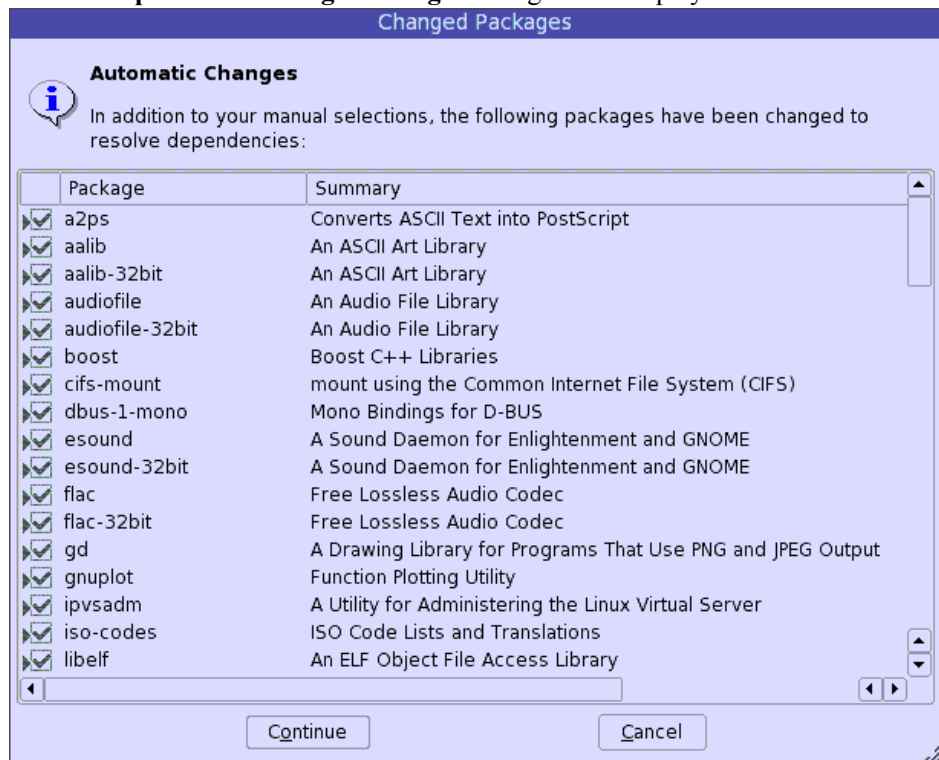 Changed Packages
Automatic Changes
In addition to your manual selections, the following packages have been changed to
resolve dependencies:
Package Summary
a2ps Converts ASCII Text into PostScript
aalib An ASCII Art Library
aalib-32bit An ASCII Art Library
audiofile An Audio File Library
audiofile-32bit An Audio File Library
boost Boost C++ Libraries
cifs-mount mount using the Common Internet File System (CIFS)
dbus-1-mono Mono Bindings for D-BUS
esound A Sound Daemon for Enlightenment and GNOME
esound-32bit A Sound Daemon for Enlightenment and GNOME
flac Free Lossless Audio Codec
flac-32bit Free Lossless Audio Codec
gd A Drawing Library for Programs That Use PNG and JPEG Output
gnuplot Function Plotting Utility
ipvsadm A Utility for Administering the Linux Virtual Server
iso-codes ISO Code Lists and Translations
libelf An ELF Object File Access Library
Continue Cancel